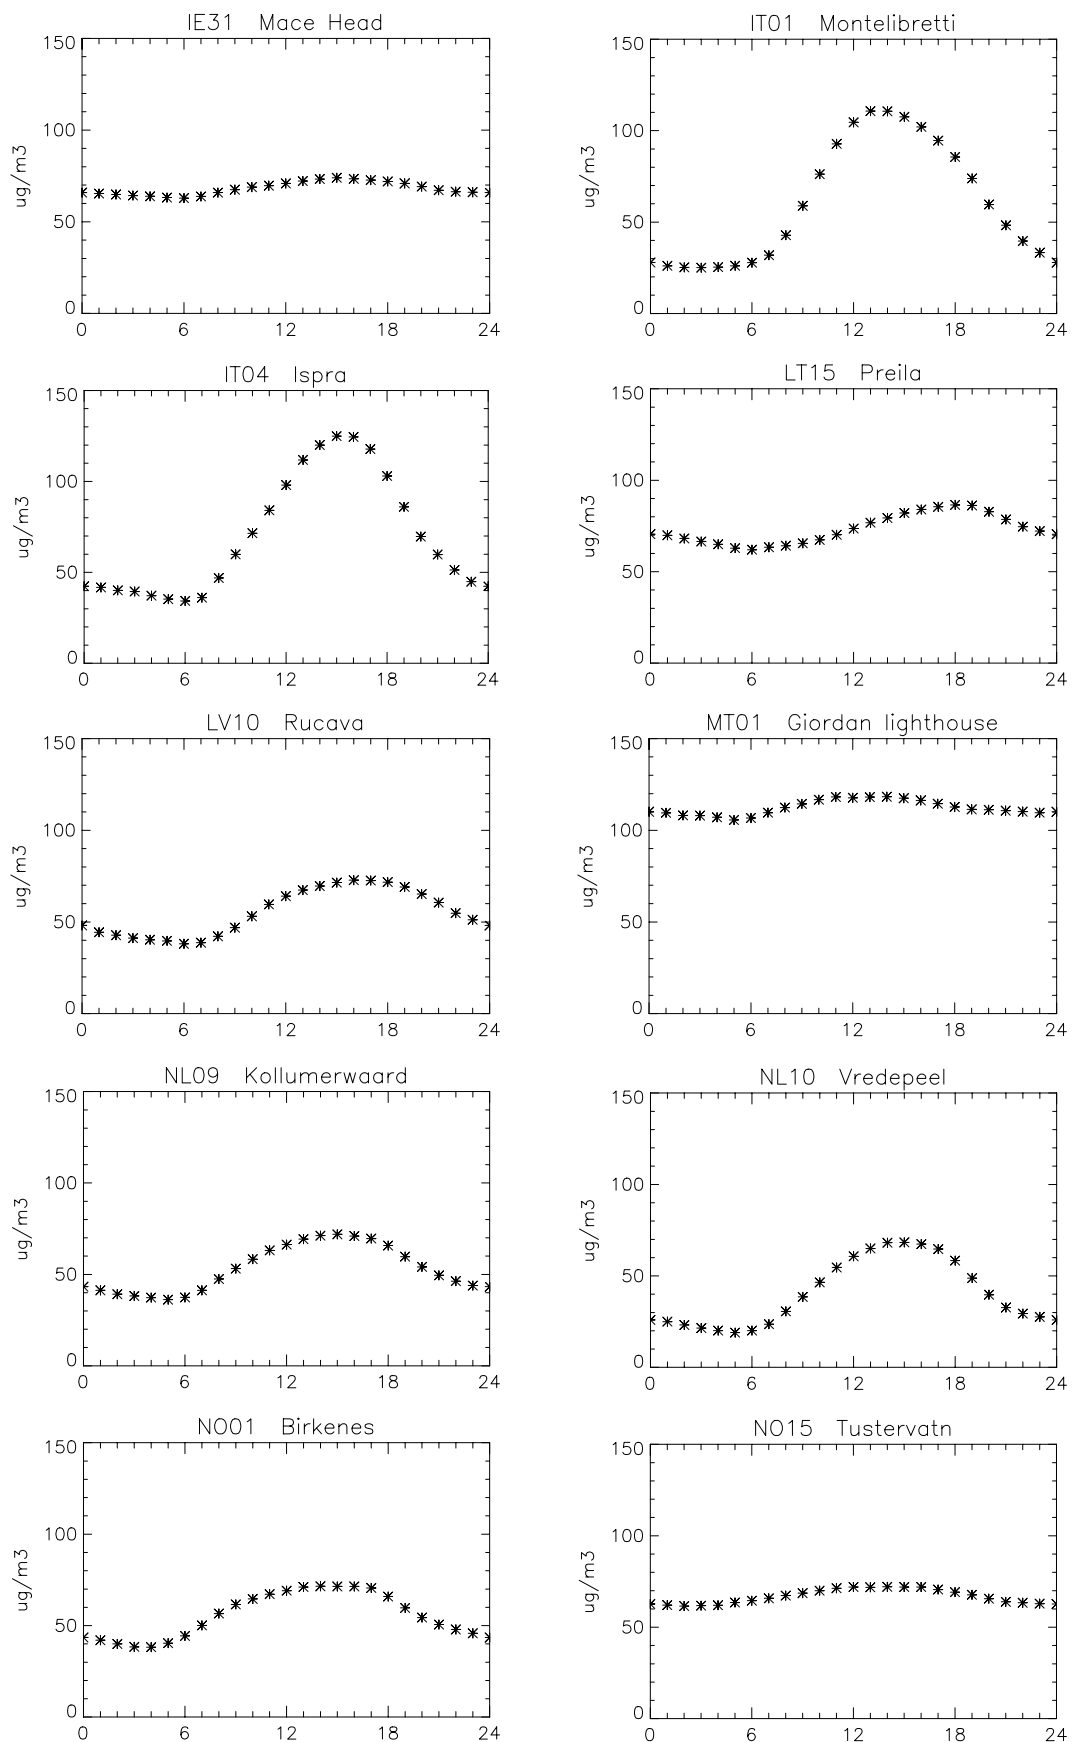 IE31 Mace Head
150
100
50
0
ug/m3
0 6 12 18 24
IT01 Montelibretti
150
100
50
0
ug/m3
0 6 12 18 24
IT04 Ispra
150
100
50
0
ug/m3
0 6 12 18 24
LT15 Preila
150
100
50
0
ug/m3
0 6 12 18 24
LV10 Rucava
150
100
50
0
ug/m3
0 6 12 18 24
MT01 Giordan lighthouse
150
100
50
0
ug/m3
0 6 12 18 24
NL09 Kollumerwaard
150
100
50
0
ug/m3
0 6 12 18 24
NL10 Vredepeel
150
100
50
0
ug/m3
0 6 12 18 24
NO01 Birkenes
150
100
50
0
ug/m3
0 6 12 18 24
NO15 Tustervatn
150
100
50
0
ug/m3
0 6 12 18 24